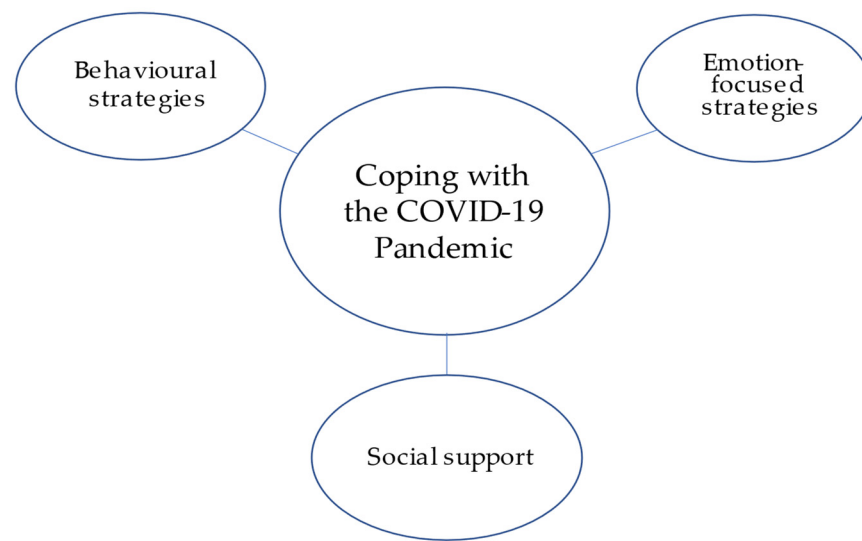 Behavioural
strategies
Emotion-
focused
strategies
Coping with
the COVID-19
Pandemic
Social support